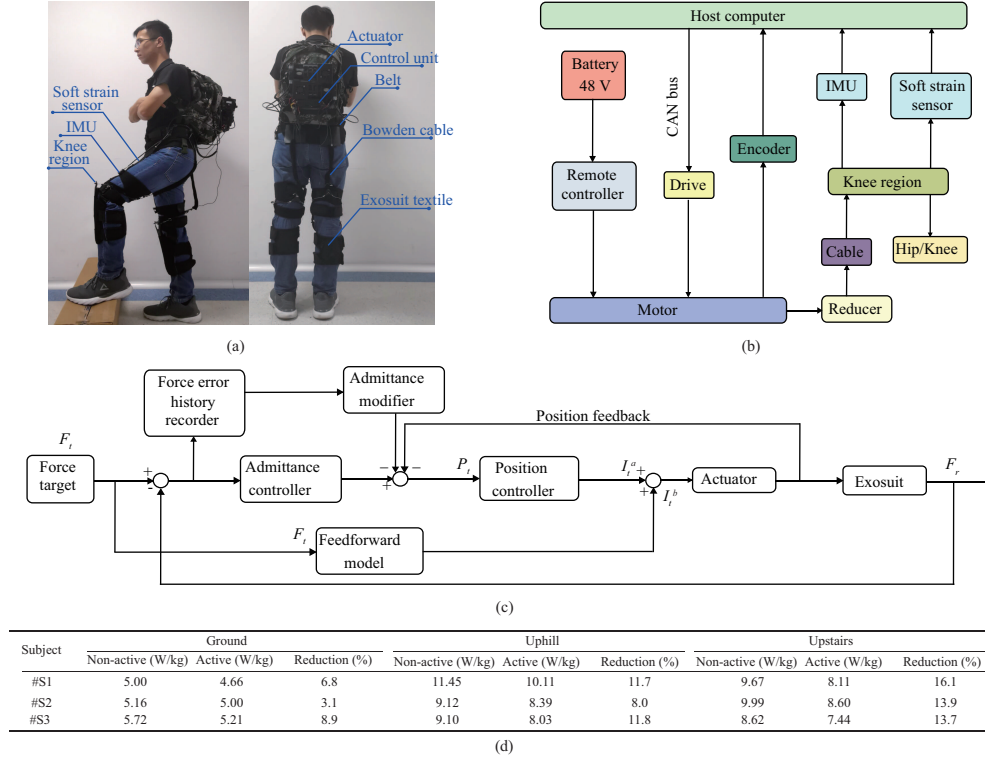 Actuator
Control unit
Belt
Soft strain
sensor
IMU
Knee
region
Bowden cable
Exosuit textile
(a)
Host computer
Battery
48 V
CAN bus
IMU
Soft strain
sensor
Encoder
Remote
controller
Drive
Knee region
Cable
Hip/Knee
Motor
Reducer
(b)
Force error
history
recorder
Admittance
modifier
Position feedback
F_t
Force
target
+
-
Admittance
controller
−
−
+
P_t
Position
controller
I_t^a
+
+
I_t^b
Actuator
Exosuit
F_r
F_t
Feedforward
model
(c)
Subject Ground Uphill Upstairs
Non-active (W/kg) Active (W/kg) Reduction (%) Non-active (W/kg) Active (W/kg) Reduction (%) Non-active (W/kg) Active (W/kg) Reduction (%)
#S1 5.00 4.66 6.8 11.45 10.11 11.7 9.67 8.11 16.1
#S2 5.16 5.00 3.1 9.12 8.39 8.0 9.99 8.60 13.9
#S3 5.72 5.21 8.9 9.10 8.03 11.8 8.62 7.44 13.7
(d)